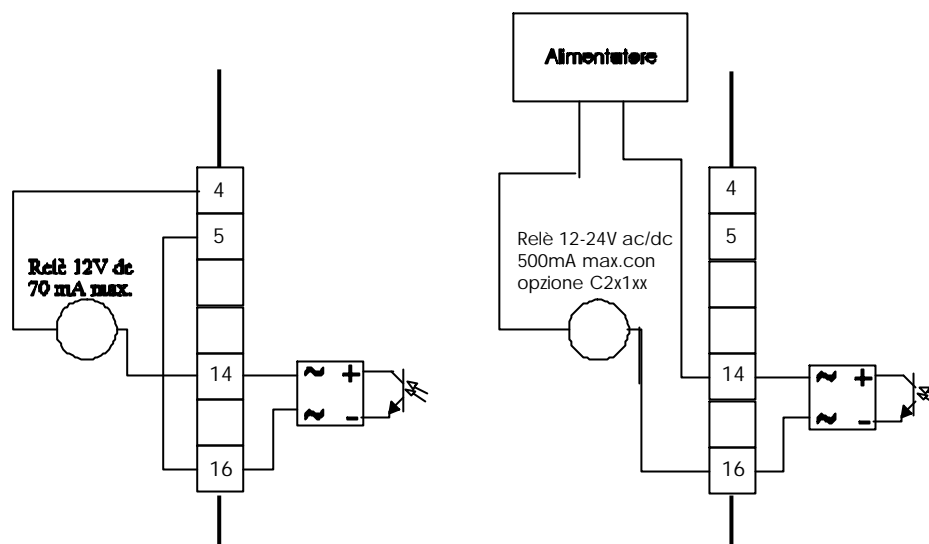 Alimentatore
4
5
Relè 12V dc
70 mA max.
14
~ +
~ -
16
4
5
Relè 12-24V ac/dc
500mA max.con
opzione C2x1xx
14
~ +
~ -
16